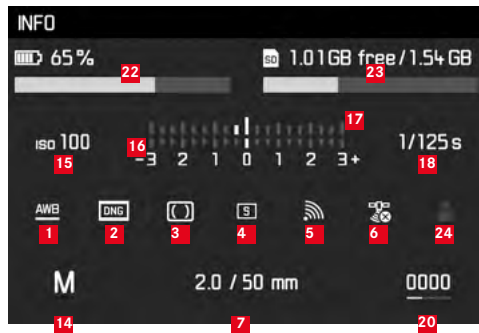 INFO
65% SD 1.01GB free/1.54 GB
22 23
17
ISO 100 16 1/125s
-3 2 1 0 1 2 3+
15 18
AWB DNG ( ) S
1 2 3 4 5 6 24
M 2.0 / 50 mm 0000
14 7 20